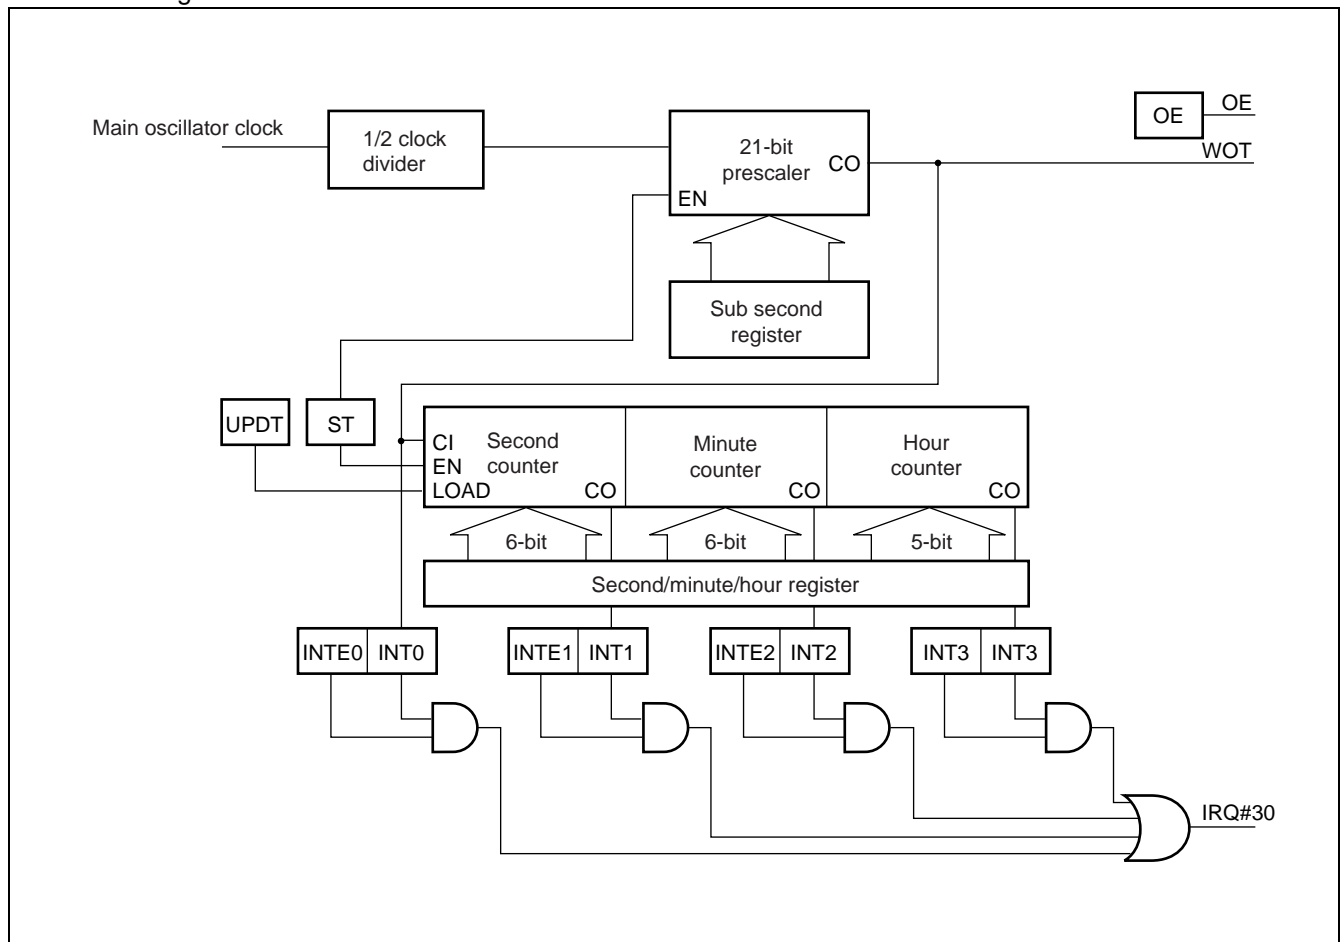 OE
OE
Main oscillator clock
1/2 clock
divider
21-bit
prescaler
CO
WOT
EN
Sub second
register
UPDT
ST
CI
EN
LOAD
Second
counter
CO
Minute
counter
CO
Hour
counter
CO
6-bit
6-bit
5-bit
Second/minute/hour register
INTE0 INT0
INTE1 INT1
INTE2 INT2
INT3 INT3
IRQ#30